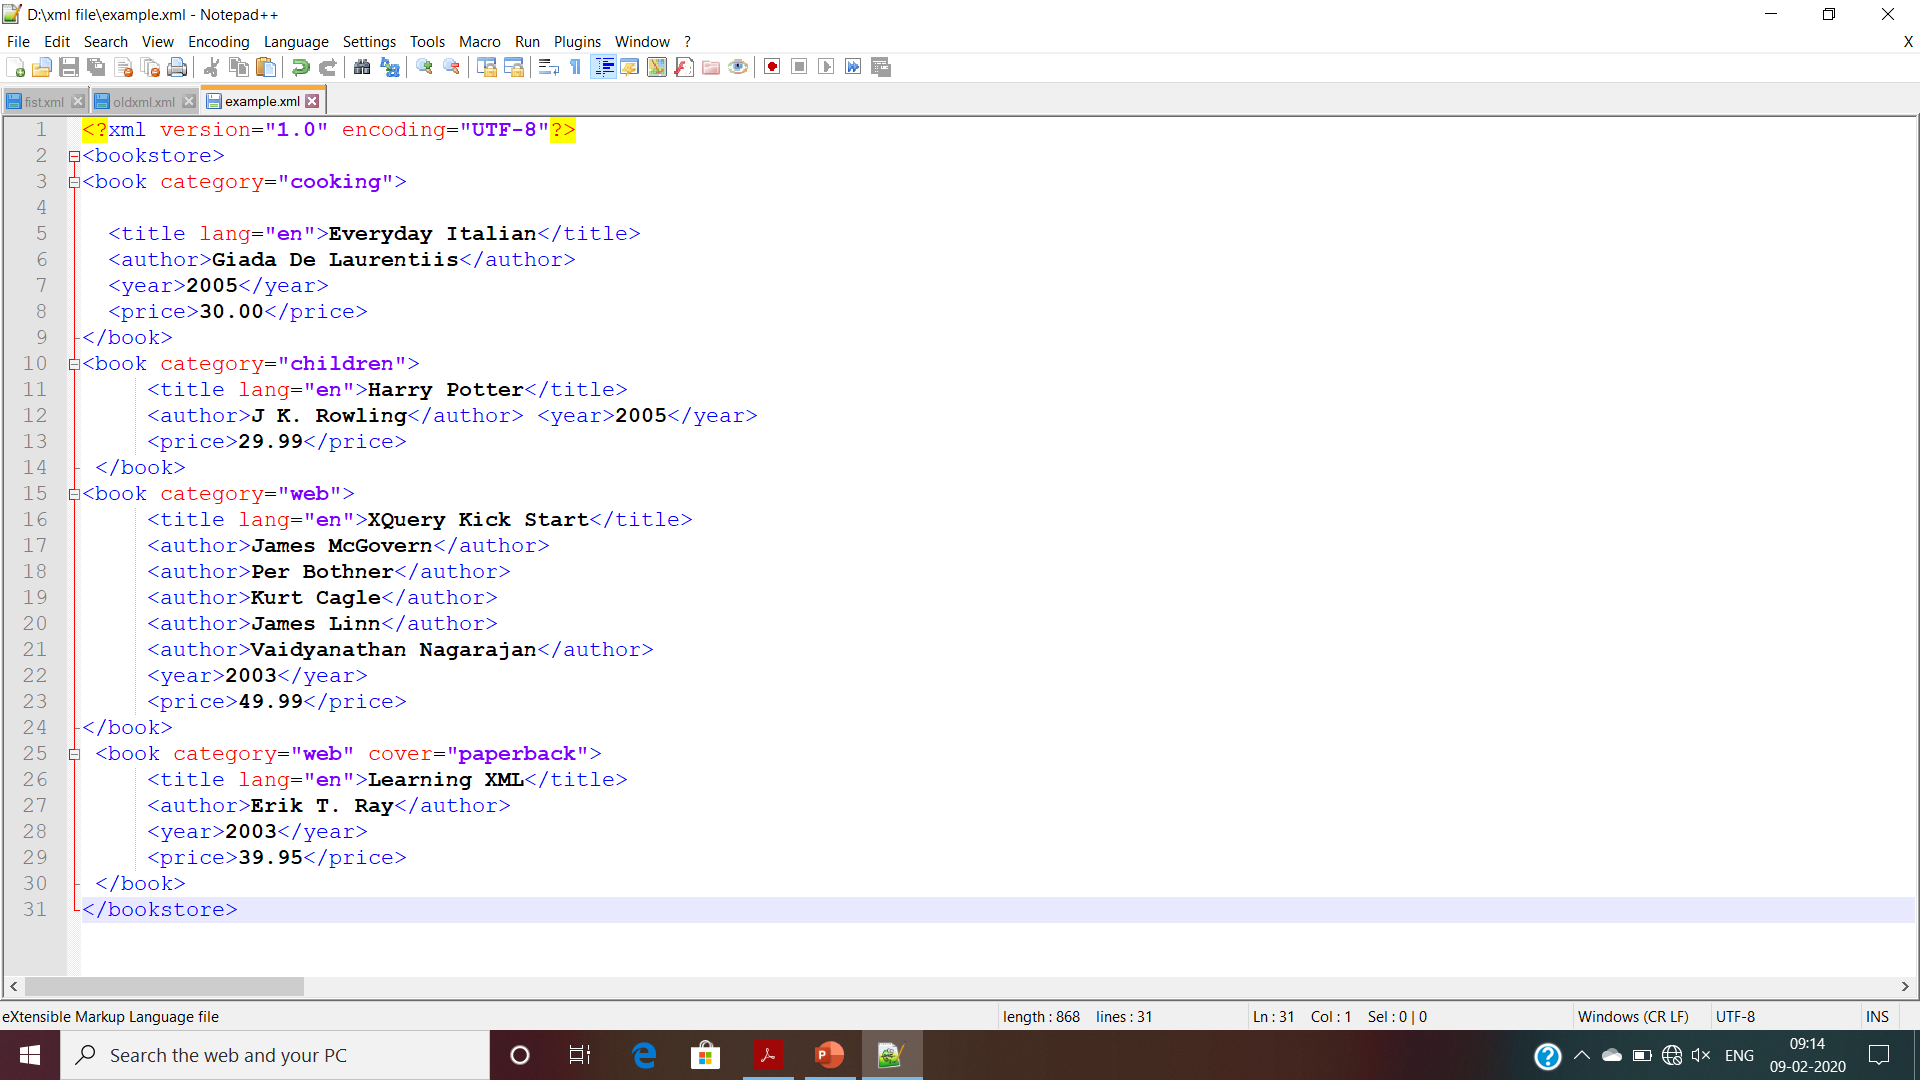 D:\xml file\example.xml - Notepad++
File Edit Search View Encoding Language Settings Tools Macro Run Plugins Window ? X
fist.xml oldxml.xml example.xml
1 <?xml version="1.0" encoding="UTF-8"?>
2 <bookstore>
3 <book category="cooking">
4
5 <title lang="en">Everyday Italian</title>
6 <author>Giada De Laurentiis</author>
7 <year>2005</year>
8 <price>30.00</price>
9 </book>
10 <book category="children">
11 <title lang="en">Harry Potter</title>
12 <author>J K. Rowling</author> <year>2005</year>
13 <price>29.99</price>
14 </book>
15 <book category="web">
16 <title lang="en">XQuery Kick Start</title>
17 <author>James McGovern</author>
18 <author>Per Bothner</author>
19 <author>Kurt Cagle</author>
20 <author>James Linn</author>
21 <author>Vaidyanathan Nagarajan</author>
22 <year>2003</year>
23 <price>49.99</price>
24 </book>
25 <book category="web" cover="paperback">
26 <title lang="en">Learning XML</title>
27 <author>Erik T. Ray</author>
28 <year>2003</year>
29 <price>39.95</price>
30 </book>
31 </bookstore>
eXtensible Markup Language file length : 868 lines : 31 Ln : 31 Col : 1 Sel : 0 | 0 Windows (CR LF) UTF-8 INS
Search the web and your PC ENG 09:14
09-02-2020